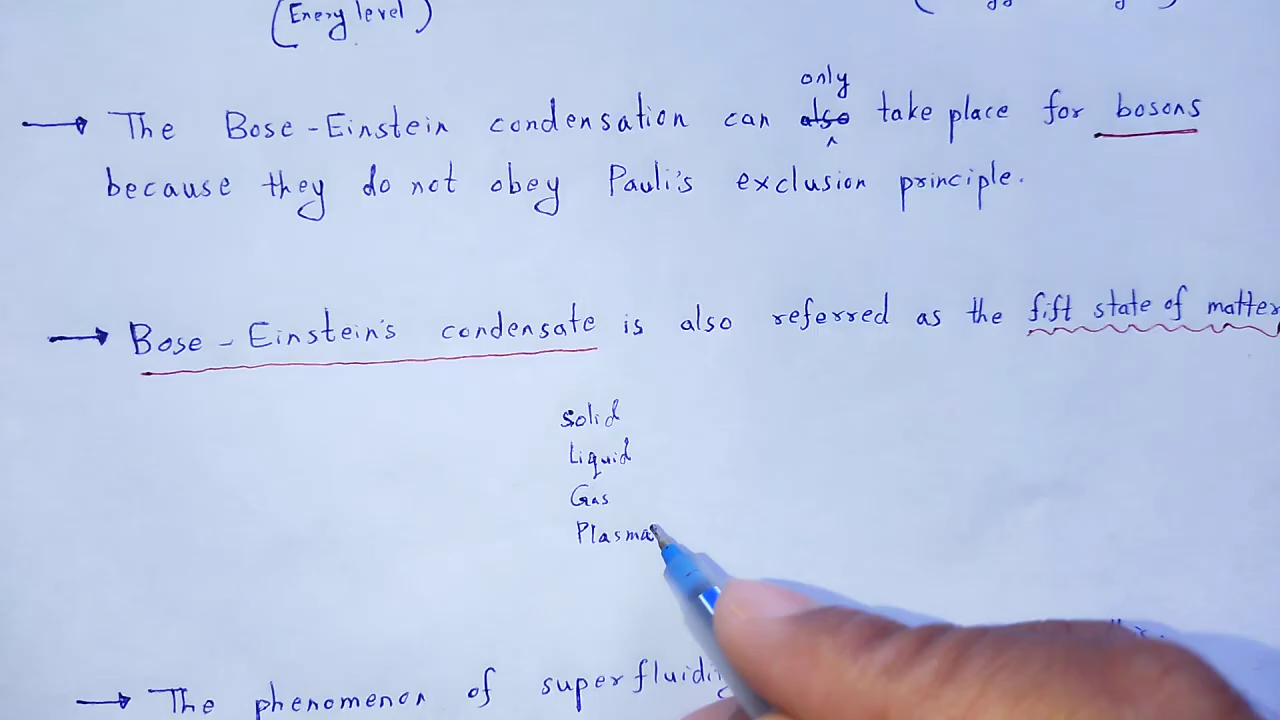 (Energy level)
only
→ The Bose-Einstein condensation can also take place for bosons
because they do not obey Pauli's exclusion principle.
→ Bose-Einstein's condensate is also referred as the fift state of matter
Solid
Liquid
Gas
Plasma
→ The phenomenon of